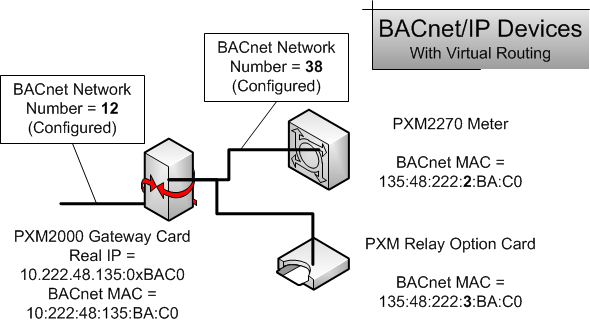 BACnet/IP Devices
With Virtual Routing
BACnet Network
Number = 38
(Configured)
BACnet Network
Number = 12
(Configured)
PXM2270 Meter
BACnet MAC =
135:48:222:2:BA:C0
PXM2000 Gateway Card
Real IP =
10.222.48.135:0xBAC0
BACnet MAC =
10:222:48:135:BA:C0
PXM Relay Option Card
BACnet MAC =
135:48:222:3:BA:C0